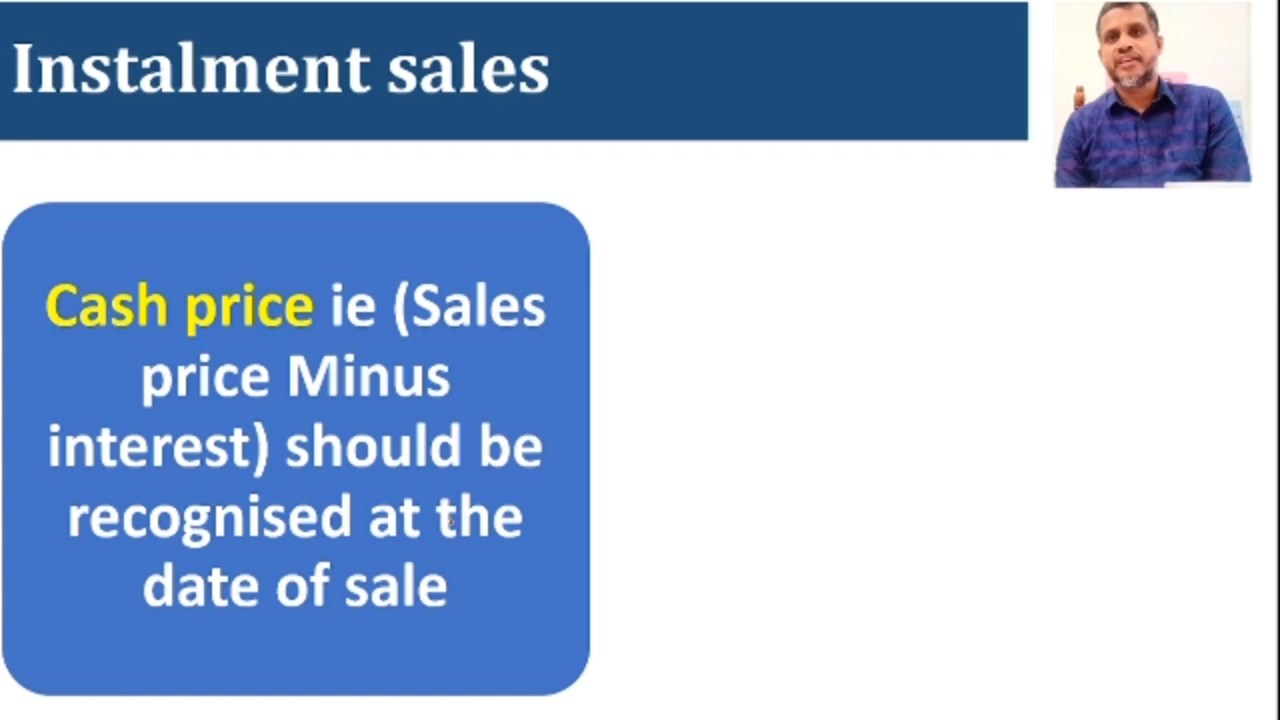 Instalment sales
Cash price ie (Sales
price Minus
interest) should be
recognised at the
date of sale